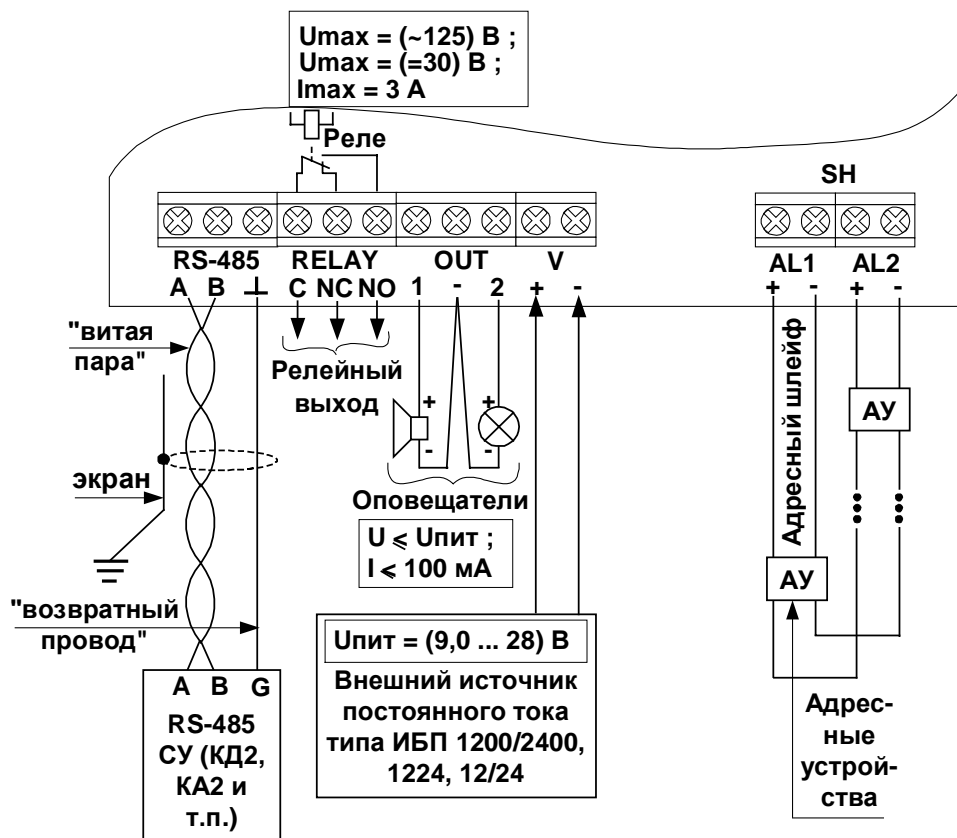 Umax = (~125) В ;
Umax = (=30) В ;
Imax = 3 А
Реле
SH
RS-485 RELAY OUT V
AL1 AL2
A B ⊥ C NC NO 1 - 2 + -
+ - + -
"витая
пара"
Релейный
выход
+ -
+ -
экран
Оповещатели
U ⩽ Uпит ;
I ⩽ 100 мА
Адресный шлейф
АУ
АУ
"возвратный
провод"
Uпит = (9,0 ... 28) В
Внешний источник
постоянного тока
типа ИБП 1200/2400,
1224, 12/24
A B G
RS-485
СУ (КД2,
КА2 и
т.п.)
Адрес-
ные
устрой-
ства